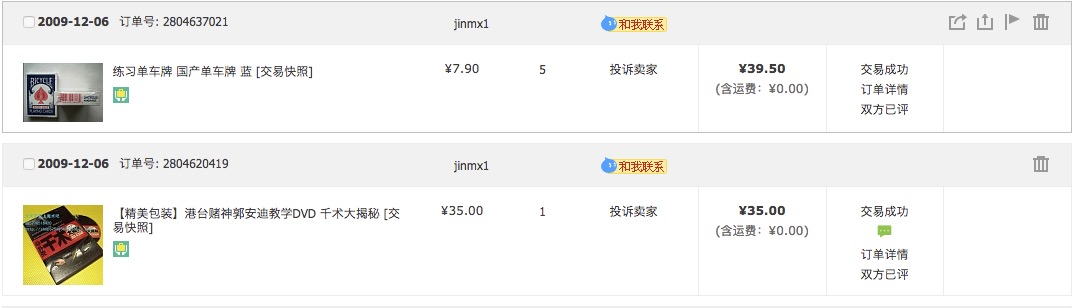 2009-12-06 订单号: 2804637021 jinmx1 和我联系
练习单车牌 国产单车牌 蓝 [交易快照] ¥7.90 5 投诉卖家 ¥39.50 交易成功
(含运费：¥0.00) 订单详情
双方已评
BICYCLE
2009-12-06 订单号: 2804620419 jinmx1 和我联系
【精美包装】港台赌神郭安迪教学DVD 千术大揭秘 [交 ¥35.00 1 投诉卖家 ¥35.00 交易成功
易快照] (含运费：¥0.00)
订单详情
双方已评
千术